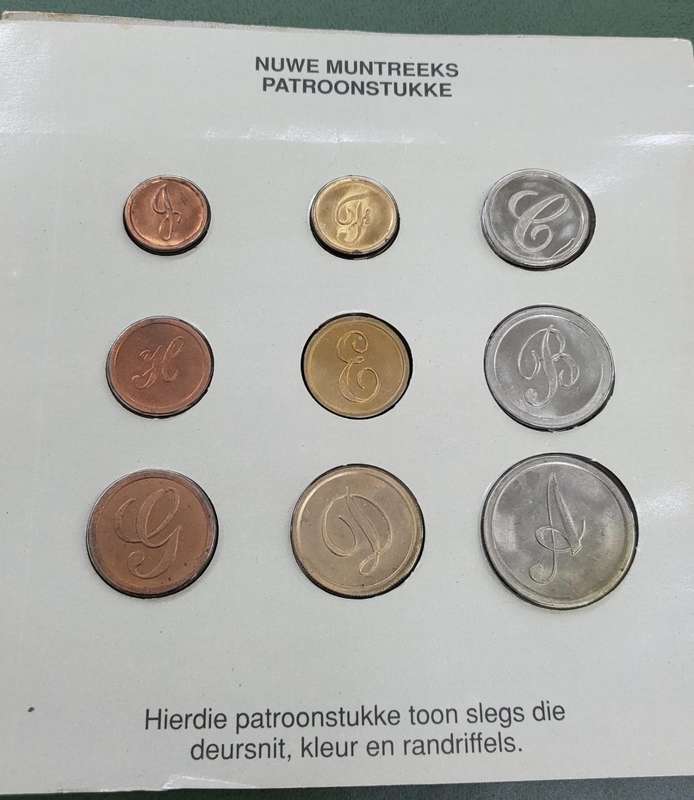 NUWE MUNTREEKS
PATROONSTUKKE
J F C
H E B
G D A
Hierdie patroonstukke toon slegs die
deursnit, kleur en randriffels.